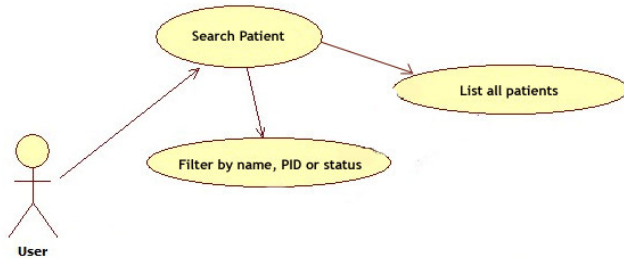 Search Patient
List all patients
Filter by name, PID or status
User